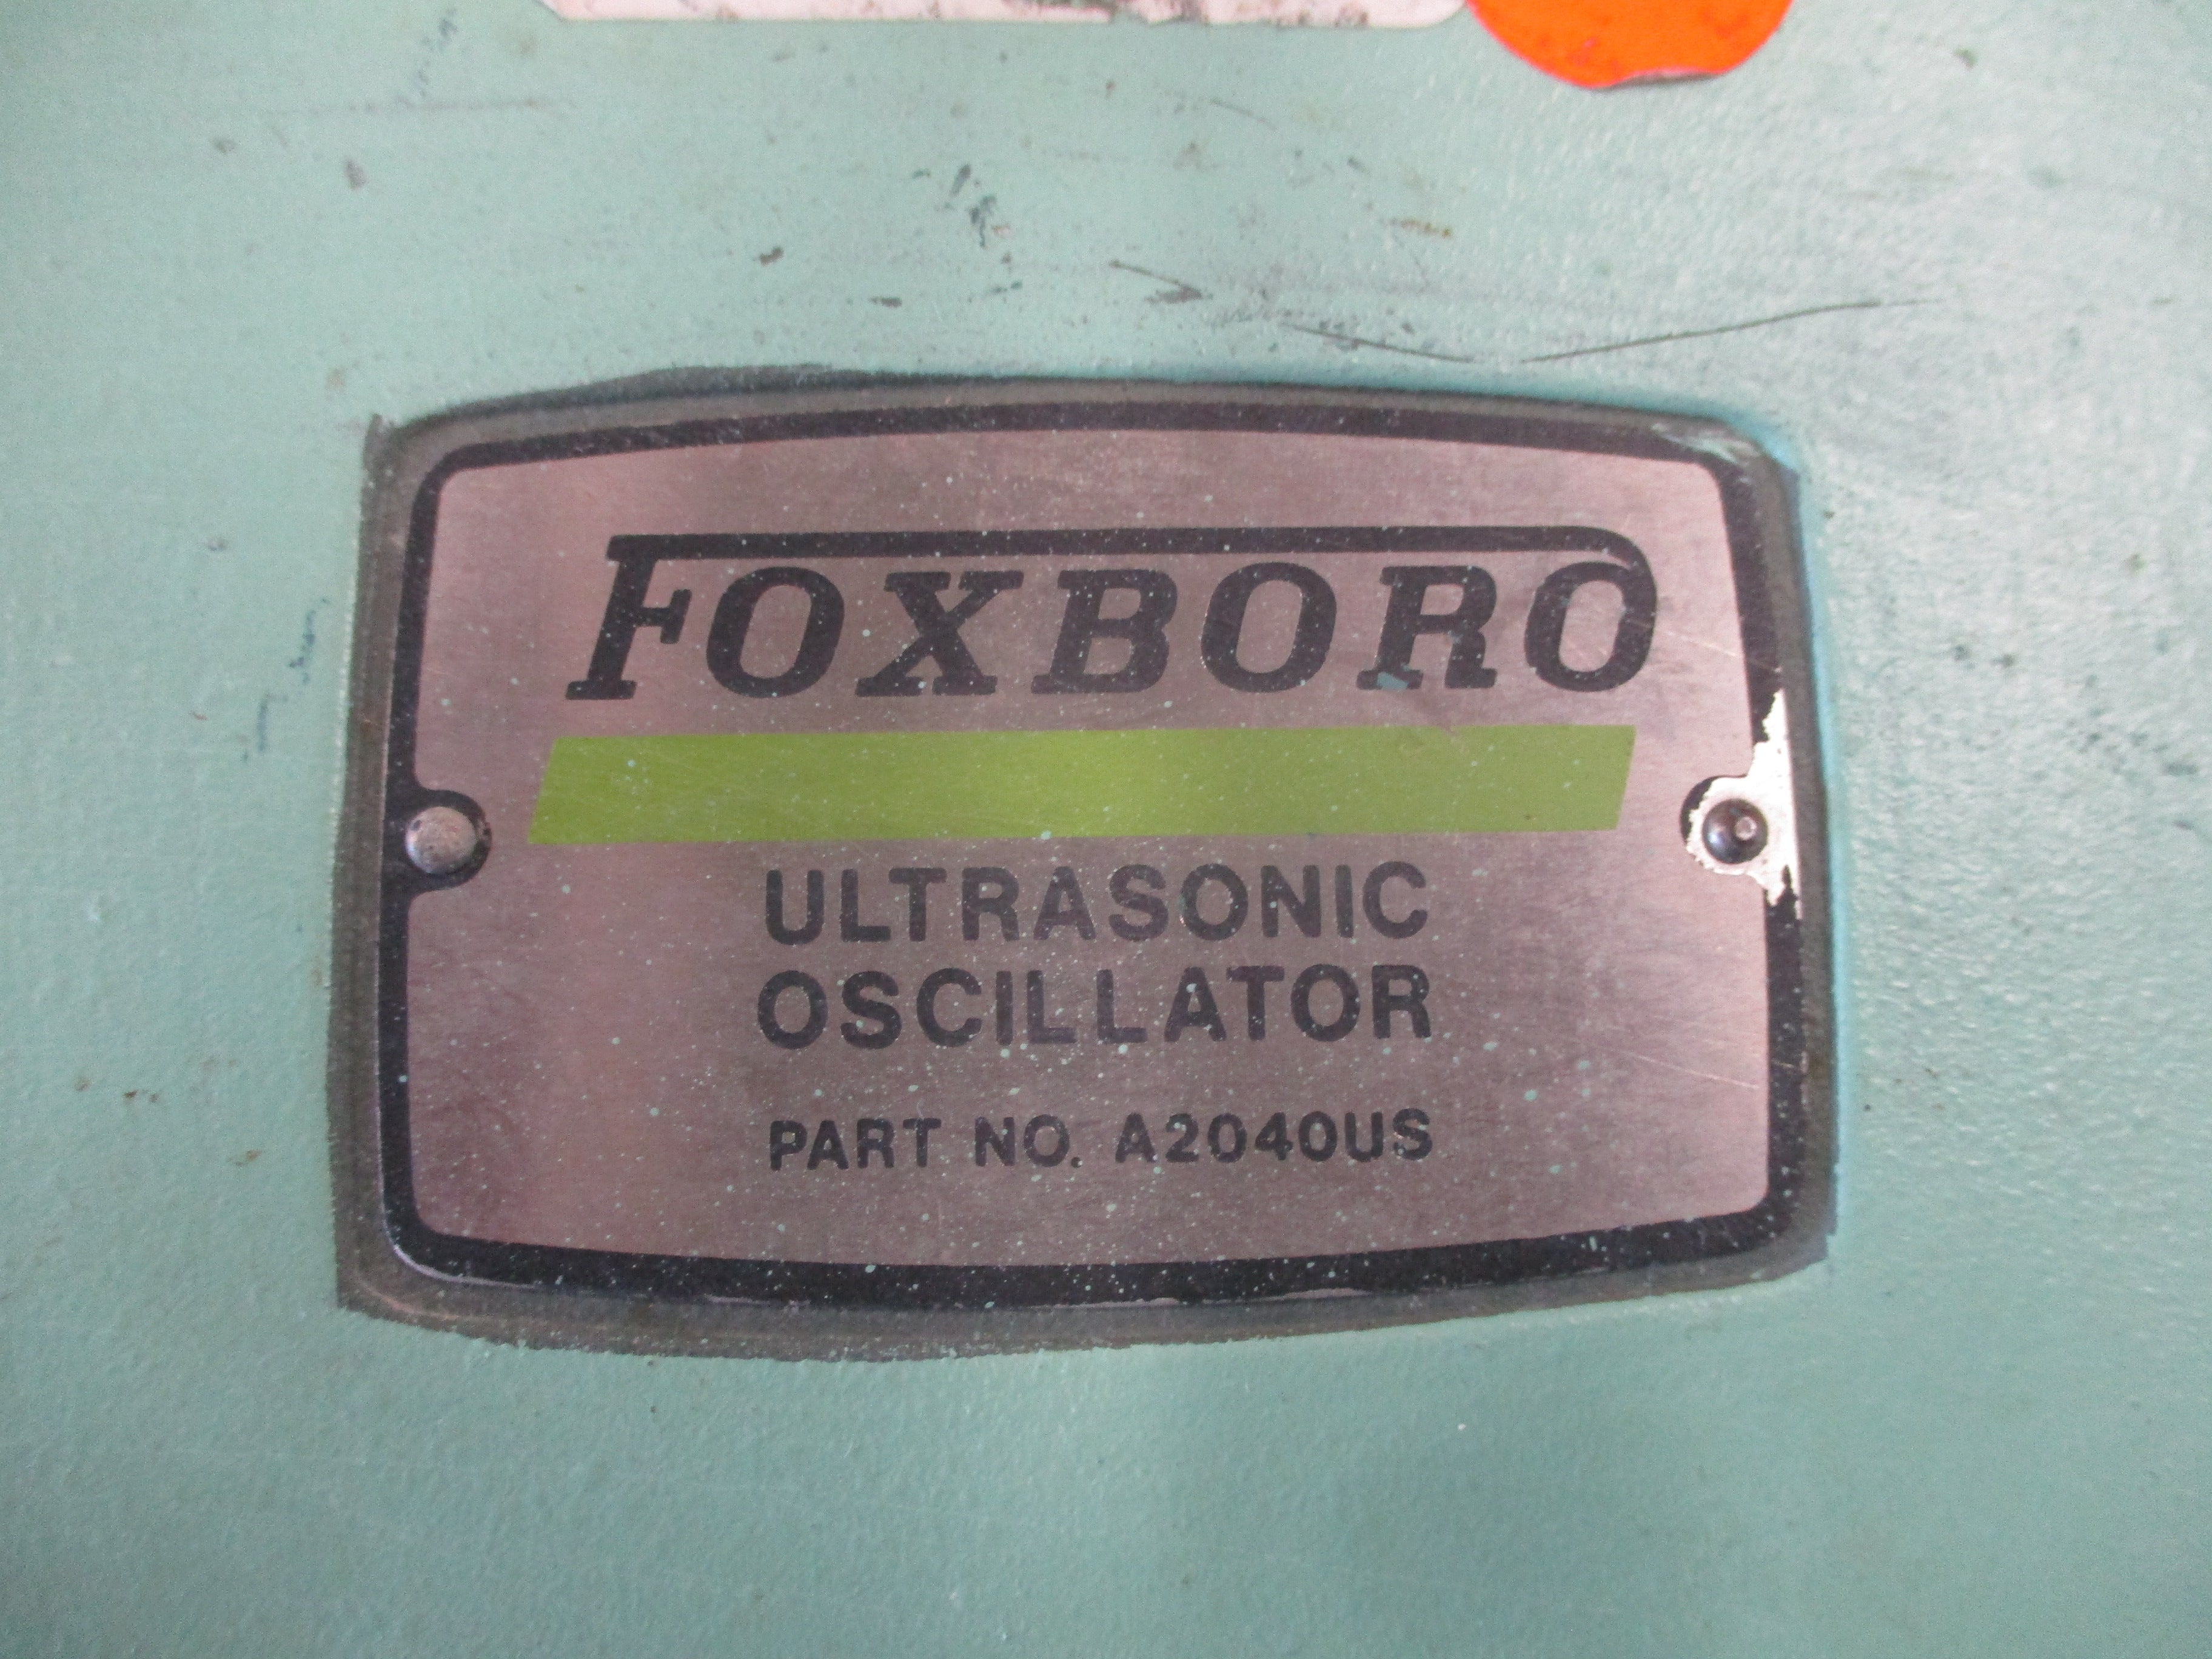 FOXBORO
ULTRASONIC
OSCILLATOR
PART NO. A2040US